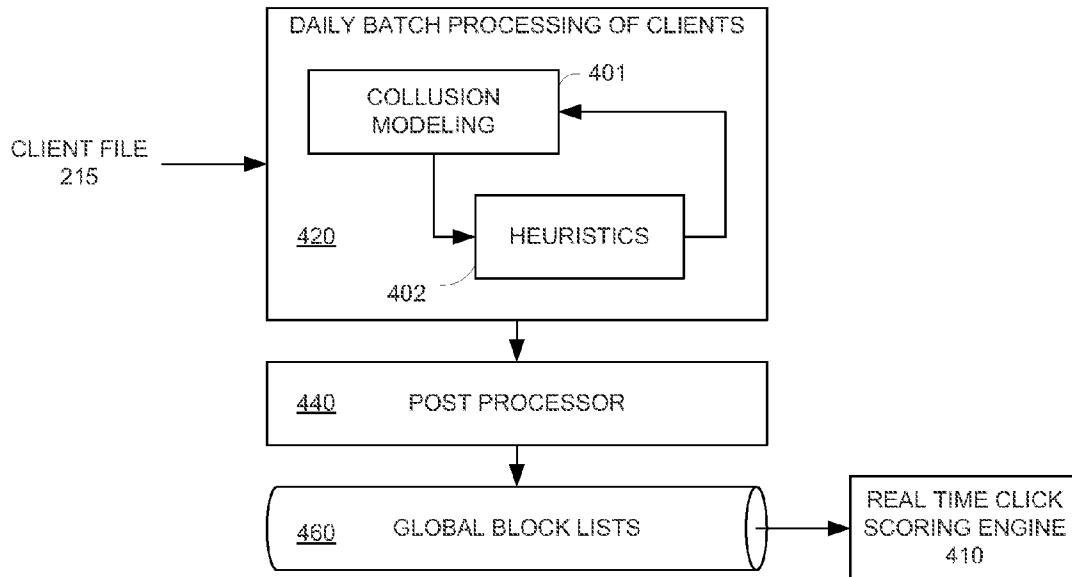 DAILY BATCH PROCESSING OF CLIENTS
401
COLLUSION
MODELING
CLIENT FILE
215
420
HEURISTICS
402
440
POST PROCESSOR
460
GLOBAL BLOCK LISTS
REAL TIME CLICK
SCORING ENGINE
410